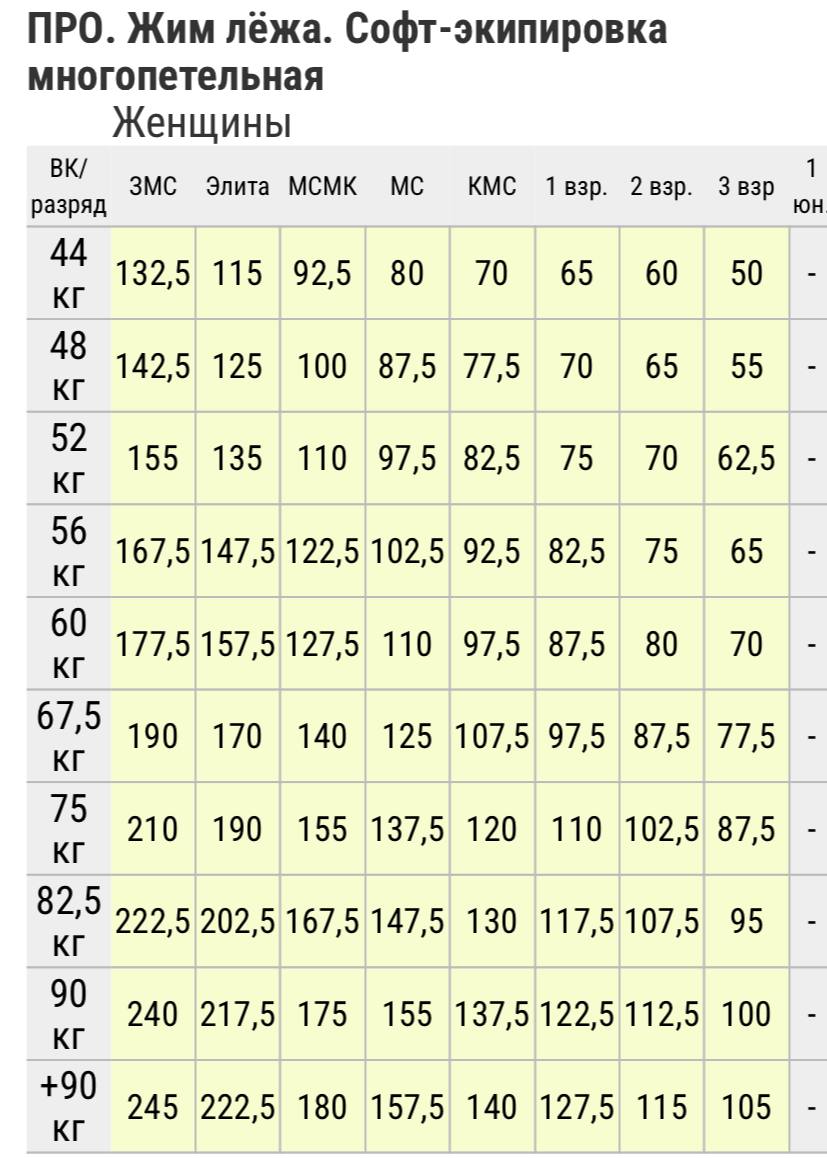 ПРО. Жим лёжа. Софт-экипировка
многопетельная
Женщины
ВК/ разряд ЗМС Элита МСМК МС КМС 1 взр. 2 взр. 3 взр 1 юн.
44 кг 132,5 115 92,5 80 70 65 60 50 -
48 кг 142,5 125 100 87,5 77,5 70 65 55 -
52 кг 155 135 110 97,5 82,5 75 70 62,5 -
56 кг 167,5 147,5 122,5 102,5 92,5 82,5 75 65 -
60 кг 177,5 157,5 127,5 110 97,5 87,5 80 70 -
67,5 кг 190 170 140 125 107,5 97,5 87,5 77,5 -
75 кг 210 190 155 137,5 120 110 102,5 87,5 -
82,5 кг 222,5 202,5 167,5 147,5 130 117,5 107,5 95 -
90 кг 240 217,5 175 155 137,5 122,5 112,5 100 -
+90 кг 245 222,5 180 157,5 140 127,5 115 105 -